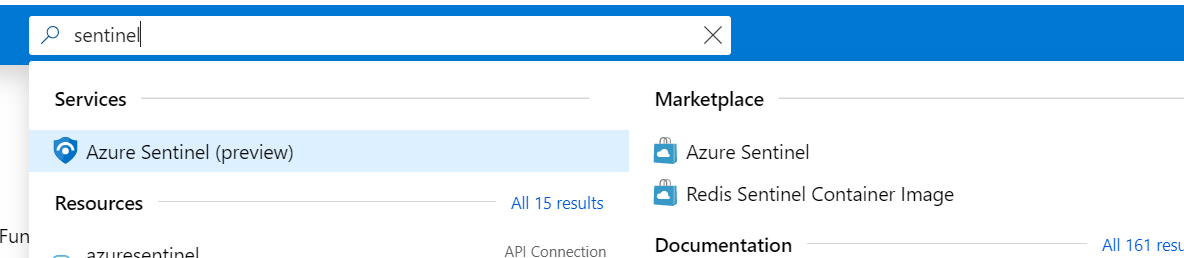 sentinel
Services
Azure Sentinel (preview)
Resources All 15 results
azuresentinel API Connection
Marketplace
Azure Sentinel
Redis Sentinel Container Image
Documentation All 161
Fun